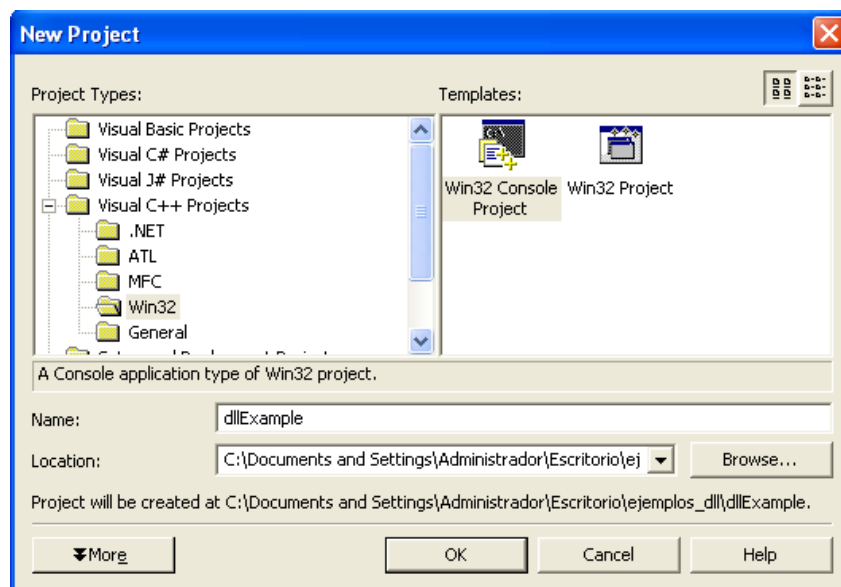 New Project
Project Types:
Templates:
Visual Basic Projects
Visual C# Projects
Visual J# Projects
Visual C++ Projects
.NET
ATL
MFC
Win32
General
Win32 Console
Project
Win32 Project
A Console application type of Win32 project.
Name:
dllExample
Location:
C:\Documents and Settings\Administrador\Escritorio\ej
Browse...
Project will be created at C:\Documents and Settings\Administrador\Escritorio\ejemplos_dll\dllExample.
More
OK
Cancel
Help